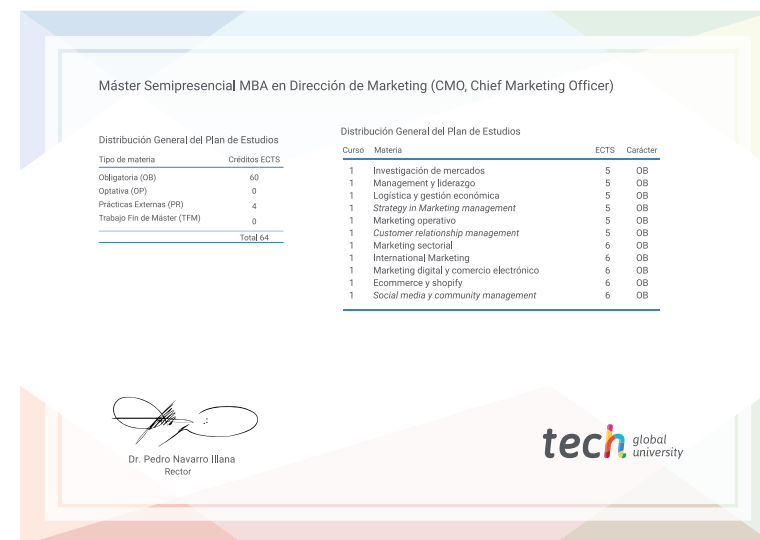 Máster Semipresencial MBA en Dirección de Marketing (CMO, Chief Marketing Officer)
Distribución General del Plan de Estudios
Tipo de materia Créditos ECTS
Obligatoria (OB) 60
Optativa (OP) 0
Prácticas Externas (PR) 4
Trabajo Fin de Máster (TFM) 0
Total 64
Distribución General del Plan de Estudios
Curso Materia ECTS Carácter
1 Investigación de mercados 5 OB
1 Management y liderazgo 5 OB
1 Logística y gestión económica 5 OB
1 Strategy in Marketing management 5 OB
1 Marketing operativo 5 OB
1 Customer relationship management 5 OB
1 Marketing sectorial 6 OB
1 International Marketing 6 OB
1 Marketing digital y comercio electrónico 6 OB
1 Ecommerce y shopify 6 OB
1 Social media y community management 6 OB
Dr. Pedro Navarro Illana
Rector
tech global
university